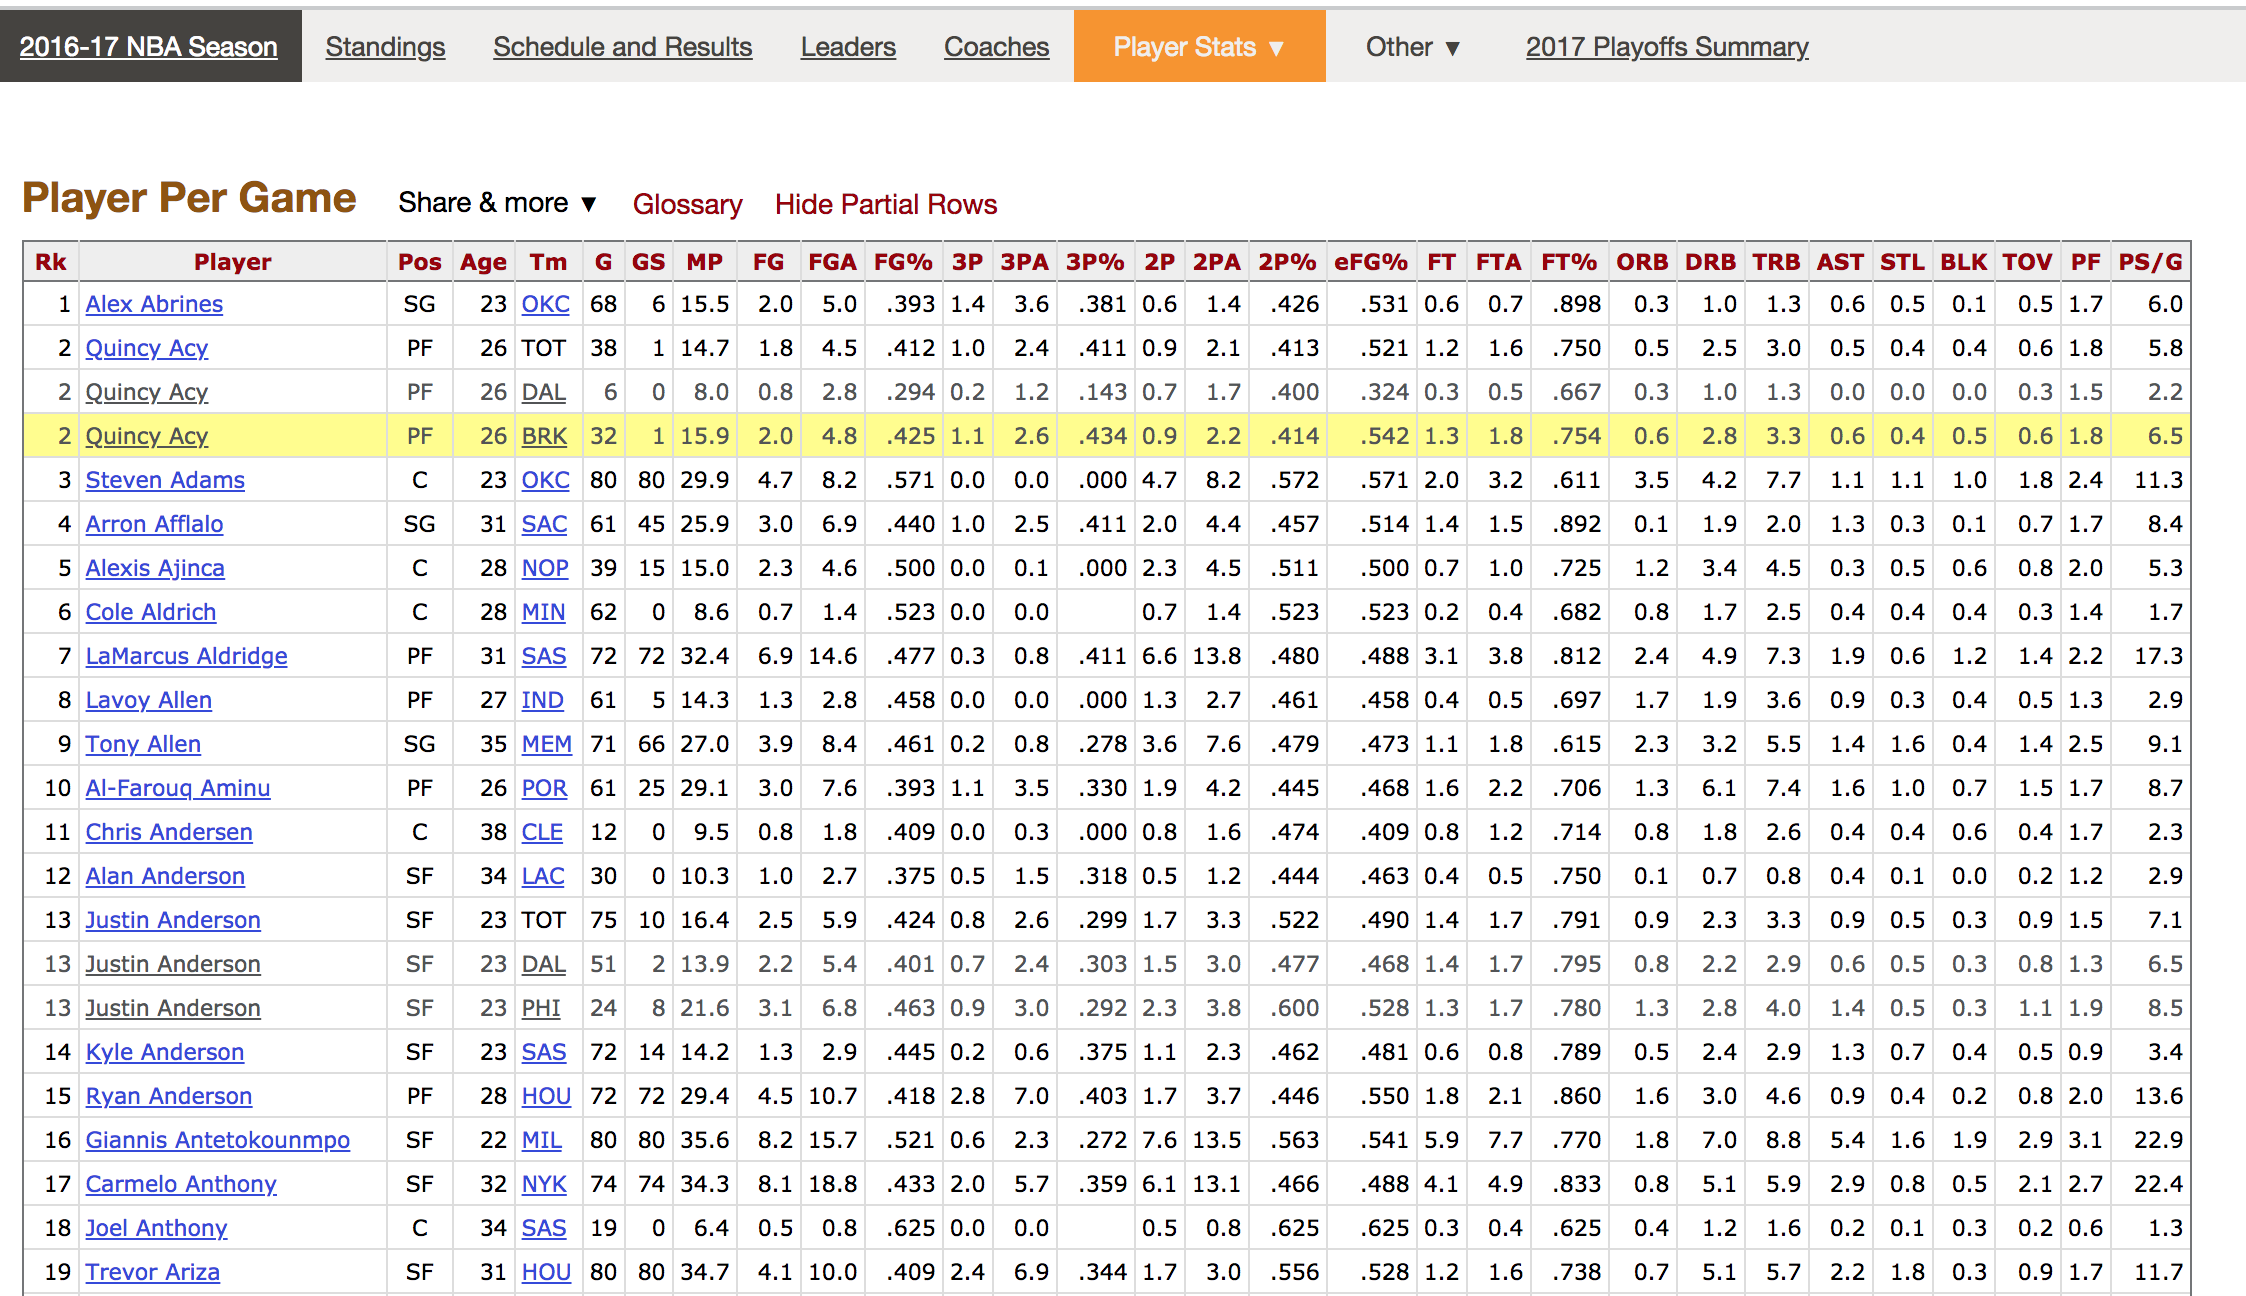 2016-17 NBA Season Standings Schedule and Results Leaders Coaches Player Stats ▼ Other ▼ 2017 Playoffs Summary
Player Per Game Share & more ▼ Glossary Hide Partial Rows
Rk Player Pos Age Tm G GS MP FG FGA FG% 3P 3PA 3P% 2P 2PA 2P% eFG% FT FTA FT% ORB DRB TRB AST STL BLK TOV PF PS/G
1 Alex Abrines SG 23 OKC 68 6 15.5 2.0 5.0 .393 1.4 3.6 .381 0.6 1.4 .426 .531 0.6 0.7 .898 0.3 1.0 1.3 0.6 0.5 0.1 0.5 1.7 6.0
2 Quincy Acy PF 26 TOT 38 1 14.7 1.8 4.5 .412 1.0 2.4 .411 0.9 2.1 .413 .521 1.2 1.6 .750 0.5 2.5 3.0 0.5 0.4 0.4 0.6 1.8 5.8
2 Quincy Acy PF 26 DAL 6 0 8.0 0.8 2.8 .294 0.2 1.2 .143 0.7 1.7 .400 .324 0.3 0.5 .667 0.3 1.0 1.3 0.0 0.0 0.0 0.3 1.5 2.2
2 Quincy Acy PF 26 BRK 32 1 15.9 2.0 4.8 .425 1.1 2.6 .434 0.9 2.2 .414 .542 1.3 1.8 .754 0.6 2.8 3.3 0.6 0.4 0.5 0.6 1.8 6.5
3 Steven Adams C 23 OKC 80 80 29.9 4.7 8.2 .571 0.0 0.0 .000 4.7 8.2 .572 .571 2.0 3.2 .611 3.5 4.2 7.7 1.1 1.1 1.0 1.8 2.4 11.3
4 Arron Afflalo SG 31 SAC 61 45 25.9 3.0 6.9 .440 1.0 2.5 .411 2.0 4.4 .457 .514 1.4 1.5 .892 0.1 1.9 2.0 1.3 0.3 0.1 0.7 1.7 8.4
5 Alexis Ajinca C 28 NOP 39 15 15.0 2.3 4.6 .500 0.0 0.1 .000 2.3 4.5 .511 .500 0.7 1.0 .725 1.2 3.4 4.5 0.3 0.5 0.6 0.8 2.0 5.3
6 Cole Aldrich C 28 MIN 62 0 8.6 0.7 1.4 .523 0.0 0.0 0.7 1.4 .523 .523 0.2 0.4 .682 0.8 1.7 2.5 0.4 0.4 0.4 0.3 1.4 1.7
7 LaMarcus Aldridge PF 31 SAS 72 72 32.4 6.9 14.6 .477 0.3 0.8 .411 6.6 13.8 .480 .488 3.1 3.8 .812 2.4 4.9 7.3 1.9 0.6 1.2 1.4 2.2 17.3
8 Lavoy Allen PF 27 IND 61 5 14.3 1.3 2.8 .458 0.0 0.0 .000 1.3 2.7 .461 .458 0.4 0.5 .697 1.7 1.9 3.6 0.9 0.3 0.4 0.5 1.3 2.9
9 Tony Allen SG 35 MEM 71 66 27.0 3.9 8.4 .461 0.2 0.8 .278 3.6 7.6 .479 .473 1.1 1.8 .615 2.3 3.2 5.5 1.4 1.6 0.4 1.4 2.5 9.1
10 Al-Farouq Aminu PF 26 POR 61 25 29.1 3.0 7.6 .393 1.1 3.5 .330 1.9 4.2 .445 .468 1.6 2.2 .706 1.3 6.1 7.4 1.6 1.0 0.7 1.5 1.7 8.7
11 Chris Andersen C 38 CLE 12 0 9.5 0.8 1.8 .409 0.0 0.3 .000 0.8 1.6 .474 .409 0.8 1.2 .714 0.8 1.8 2.6 0.4 0.4 0.6 0.4 1.7 2.3
12 Alan Anderson SF 34 LAC 30 0 10.3 1.0 2.7 .375 0.5 1.5 .318 0.5 1.2 .444 .463 0.4 0.5 .750 0.1 0.7 0.8 0.4 0.1 0.0 0.2 1.2 2.9
13 Justin Anderson SF 23 TOT 75 10 16.4 2.5 5.9 .424 0.8 2.6 .299 1.7 3.3 .522 .490 1.4 1.7 .791 0.9 2.3 3.3 0.9 0.5 0.3 0.9 1.5 7.1
13 Justin Anderson SF 23 DAL 51 2 13.9 2.2 5.4 .401 0.7 2.4 .303 1.5 3.0 .477 .468 1.4 1.7 .795 0.8 2.2 2.9 0.6 0.5 0.3 0.8 1.3 6.5
13 Justin Anderson SF 23 PHI 24 8 21.6 3.1 6.8 .463 0.9 3.0 .292 2.3 3.8 .600 .528 1.3 1.7 .780 1.3 2.8 4.0 1.4 0.5 0.3 1.1 1.9 8.5
14 Kyle Anderson SF 23 SAS 72 14 14.2 1.3 2.9 .445 0.2 0.6 .375 1.1 2.3 .462 .481 0.6 0.8 .789 0.5 2.4 2.9 1.3 0.7 0.4 0.5 0.9 3.4
15 Ryan Anderson PF 28 HOU 72 72 29.4 4.5 10.7 .418 2.8 7.0 .403 1.7 3.7 .446 .550 1.8 2.1 .860 1.6 3.0 4.6 0.9 0.4 0.2 0.8 2.0 13.6
16 Giannis Antetokounmpo SF 22 MIL 80 80 35.6 8.2 15.7 .521 0.6 2.3 .272 7.6 13.5 .563 .541 5.9 7.7 .770 1.8 7.0 8.8 5.4 1.6 1.9 2.9 3.1 22.9
17 Carmelo Anthony SF 32 NYK 74 74 34.3 8.1 18.8 .433 2.0 5.7 .359 6.1 13.1 .466 .488 4.1 4.9 .833 0.8 5.1 5.9 2.9 0.8 0.5 2.1 2.7 22.4
18 Joel Anthony C 34 SAS 19 0 6.4 0.5 0.8 .625 0.0 0.0 0.5 0.8 .625 .625 0.3 0.4 .625 0.4 1.2 1.6 0.2 0.1 0.3 0.2 0.6 1.3
19 Trevor Ariza SF 31 HOU 80 80 34.7 4.1 10.0 .409 2.4 6.9 .344 1.7 3.0 .556 .528 1.2 1.6 .738 0.7 5.1 5.7 2.2 1.8 0.3 0.9 1.7 11.7